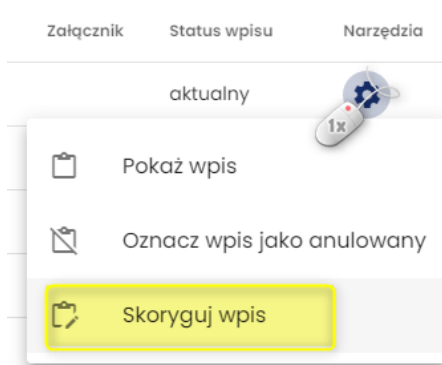 Załącznik Status wpisu Narzędzia
aktualny
1x
Pokaż wpis
Oznacz wpis jako anulowany
Skoryguj wpis